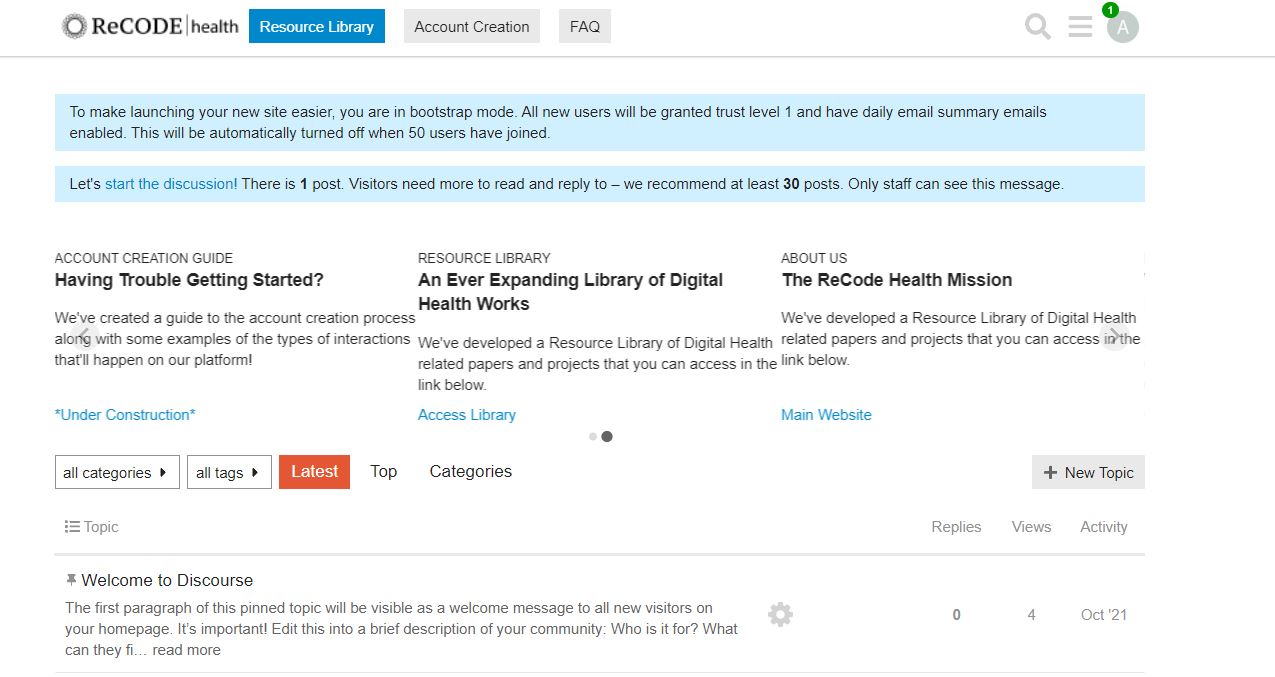 ReCODE health Resource Library Account Creation FAQ 1 A
To make launching your new site easier, you are in bootstrap mode. All new users will be granted trust level 1 and have daily email summary emails
enabled. This will be automatically turned off when 50 users have joined.
Let's start the discussion! There is 1 post. Visitors need more to read and reply to – we recommend at least 30 posts. Only staff can see this message.
ACCOUNT CREATION GUIDE
Having Trouble Getting Started?
We've created a guide to the account creation process
along with some examples of the types of interactions
that'll happen on our platform!
*Under Construction*
RESOURCE LIBRARY
An Ever Expanding Library of Digital
Health Works
We've developed a Resource Library of Digital Health
related papers and projects that you can access in the
link below.
Access Library
ABOUT US
The ReCode Health Mission
We've developed a Resource Library of Digital Health
related papers and projects that you can access in the
link below.
Main Website
all categories all tags Latest Top Categories New Topic
Topic Replies Views Activity
Welcome to Discourse
The first paragraph of this pinned topic will be visible as a welcome message to all new visitors on
your homepage. It’s important! Edit this into a brief description of your community: Who is it for? What
can they fi… read more
0 4 Oct '21